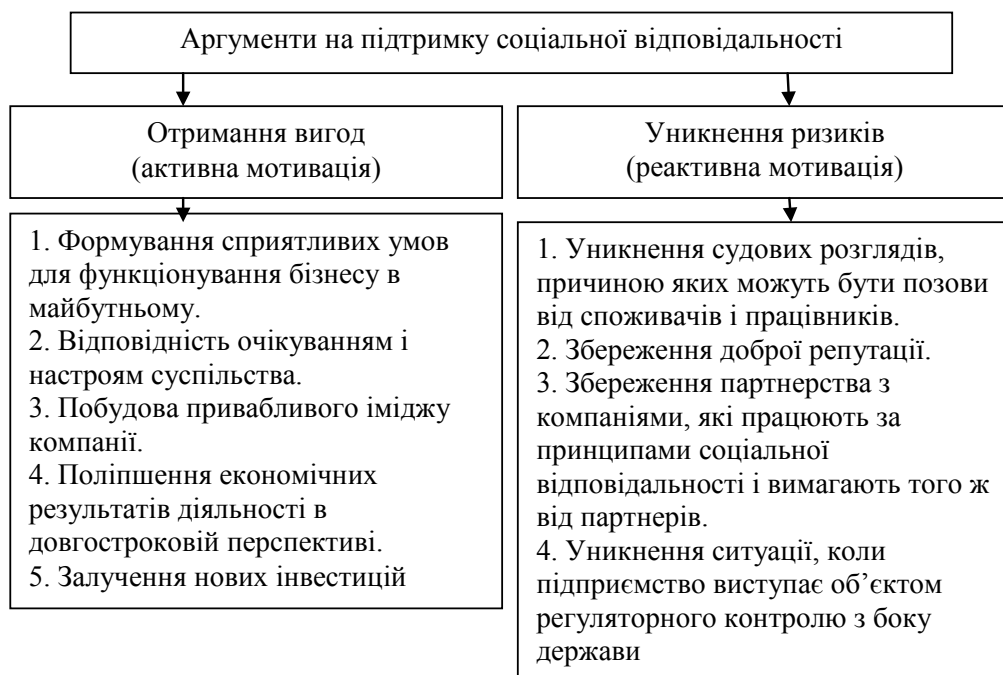 Аргументи на підтримку соціальної відповідальності
Отримання вигод
(активна мотивація)
1. Формування сприятливих умов
для функціонування бізнесу в
майбутньому.
2. Відповідність очікуванням і
настроям суспільства.
3. Побудова привабливого іміджу
компанії.
4. Поліпшення економічних
результатів діяльності в
довгостроковій перспективі.
5. Залучення нових інвестицій
Уникнення ризиків
(реактивна мотивація)
1. Уникнення судових розглядів,
причиною яких можуть бути позови
від споживачів і працівників.
2. Збереження доброї репутації.
3. Збереження партнерства з
компаніями, які працюють за
принципами соціальної
відповідальності і вимагають того ж
від партнерів.
4. Уникнення ситуації, коли
підприємство виступає об’єктом
регуляторного контролю з боку
держави